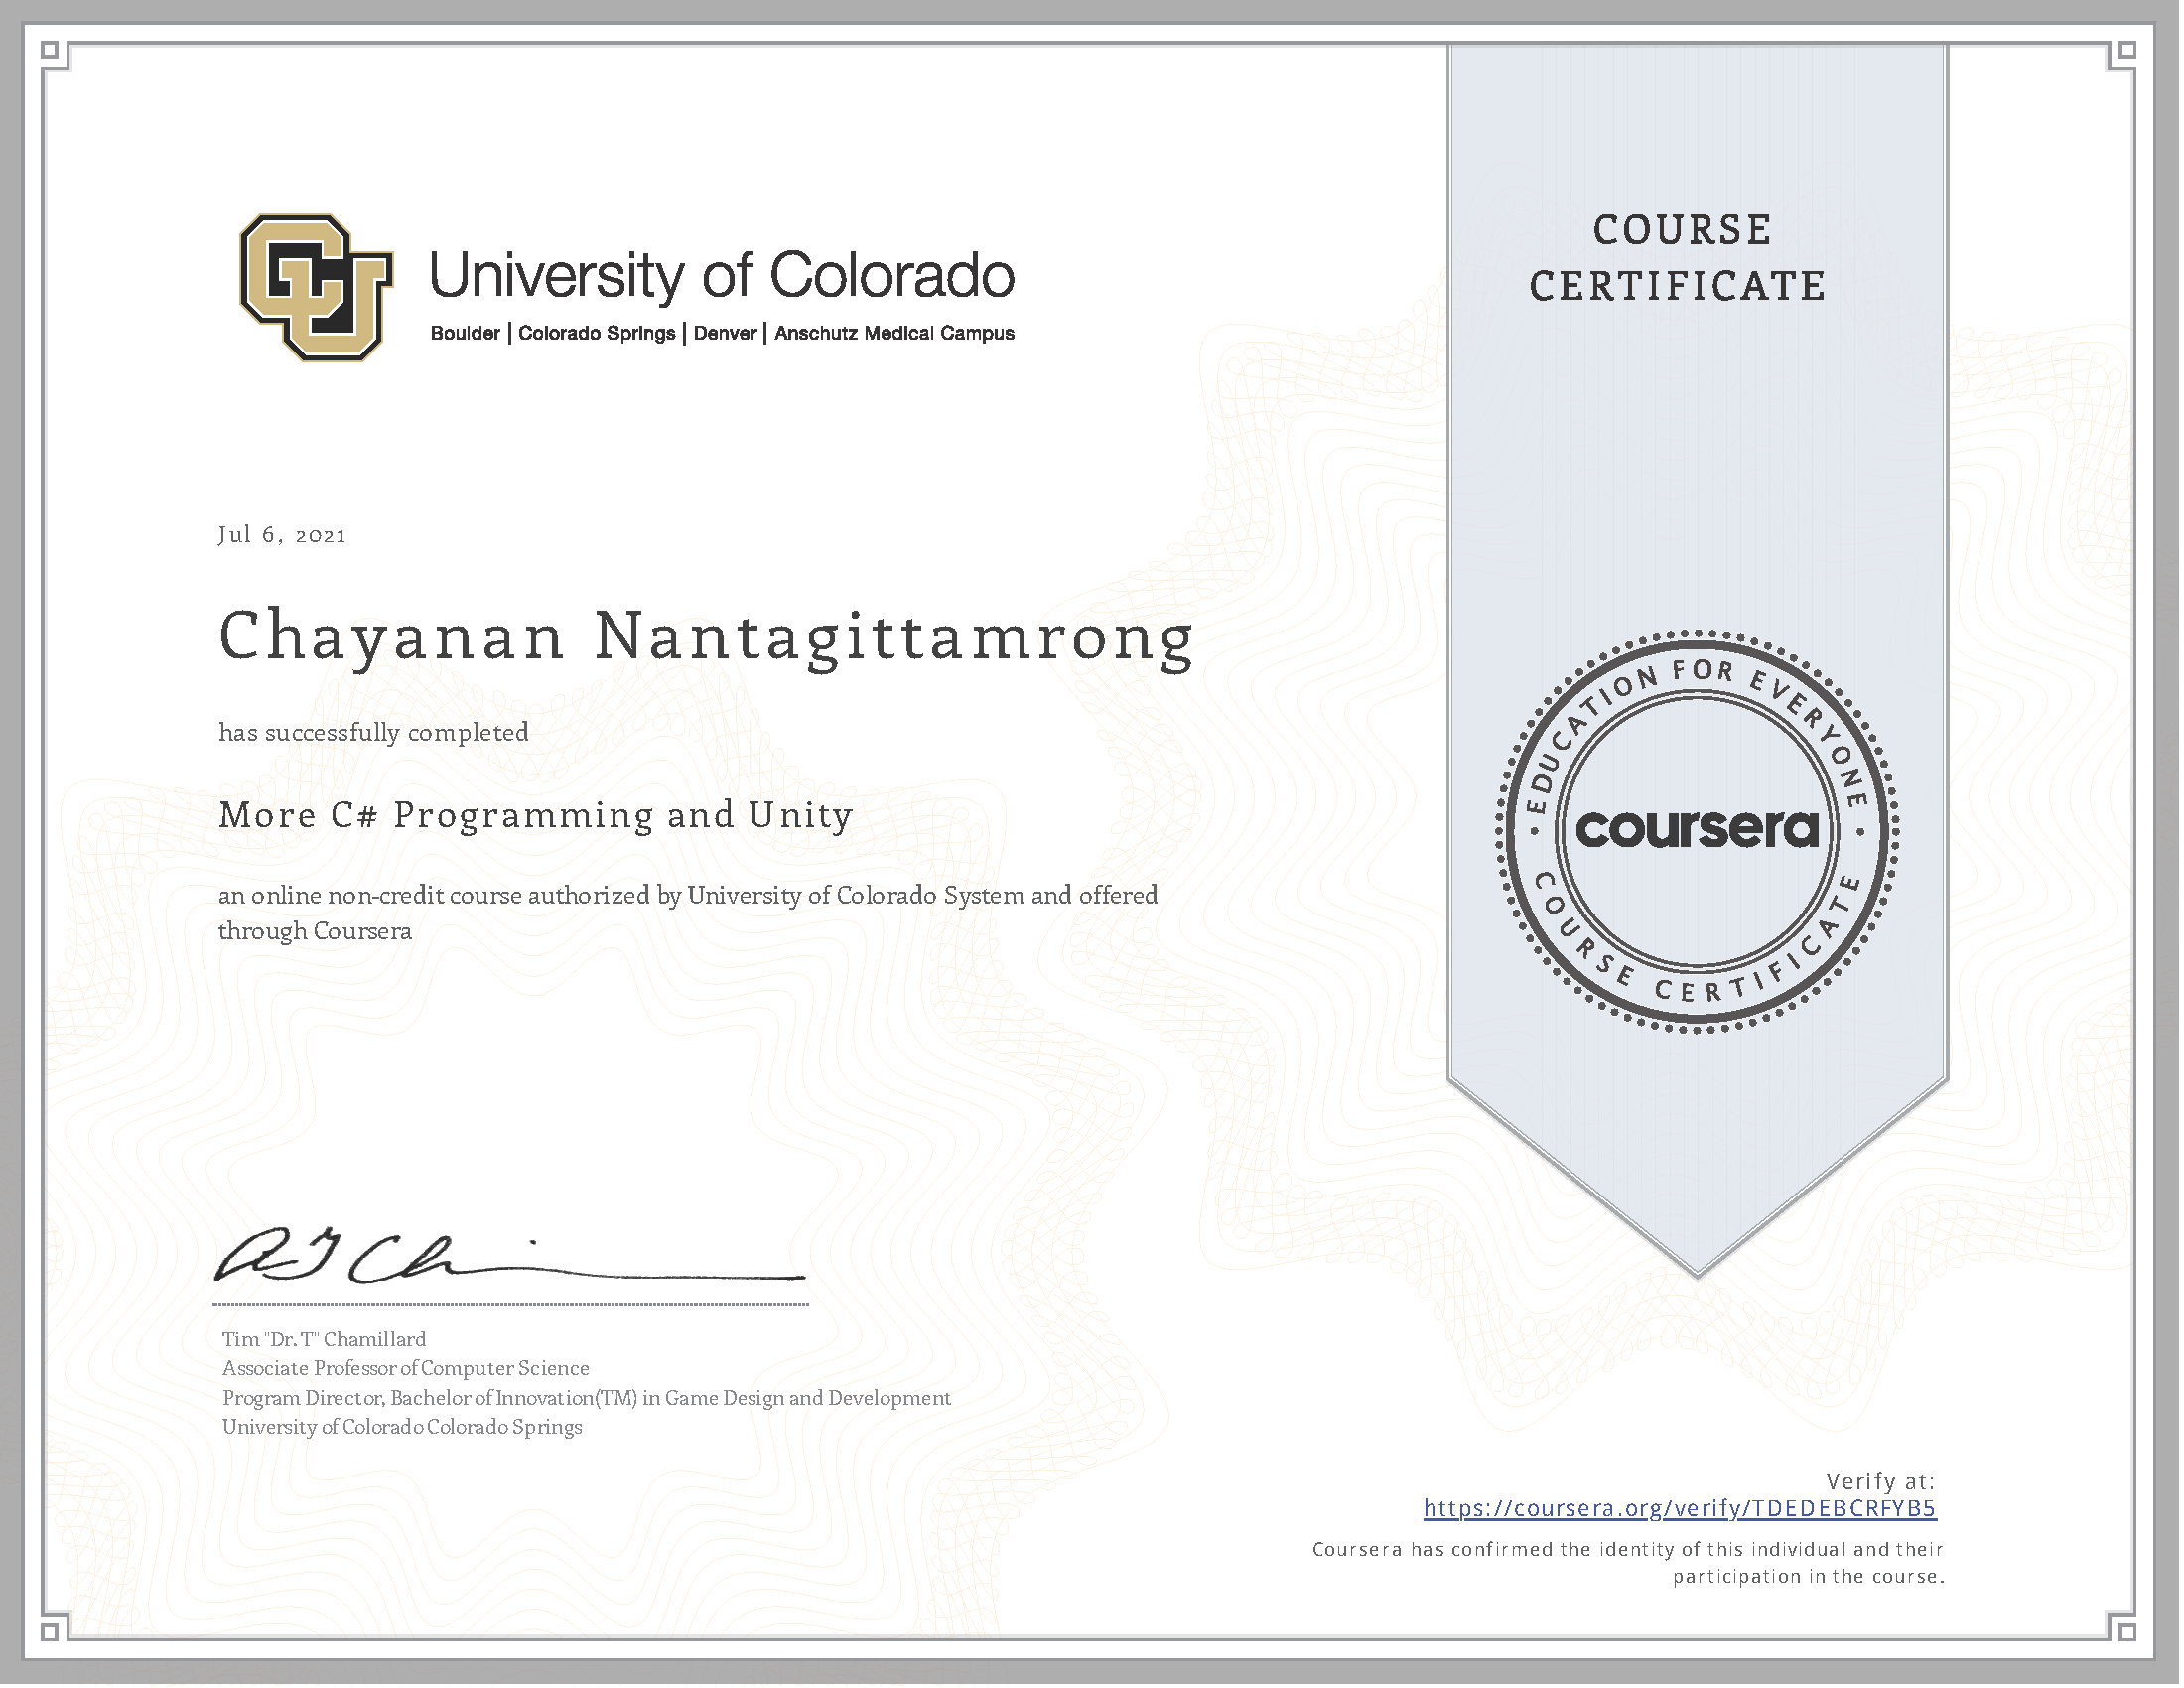 University of Colorado
Boulder | Colorado Springs | Denver | Anschutz Medical Campus
COURSE
CERTIFICATE
Jul 6, 2021
Chayanan Nantagittamrong
has successfully completed
More C# Programming and Unity
an online non-credit course authorized by University of Colorado System and offered
through Coursera
EDUCATION FOR EVERYONE
coursera
COURSE CERTIFICATE
Tim "Dr. T" Chamillard
Associate Professor of Computer Science
Program Director, Bachelor of Innovation(TM) in Game Design and Development
University of Colorado Colorado Springs
Verify at:
https://coursera.org/verify/TDEDEBCRFYB5
Coursera has confirmed the identity of this individual and their
participation in the course.